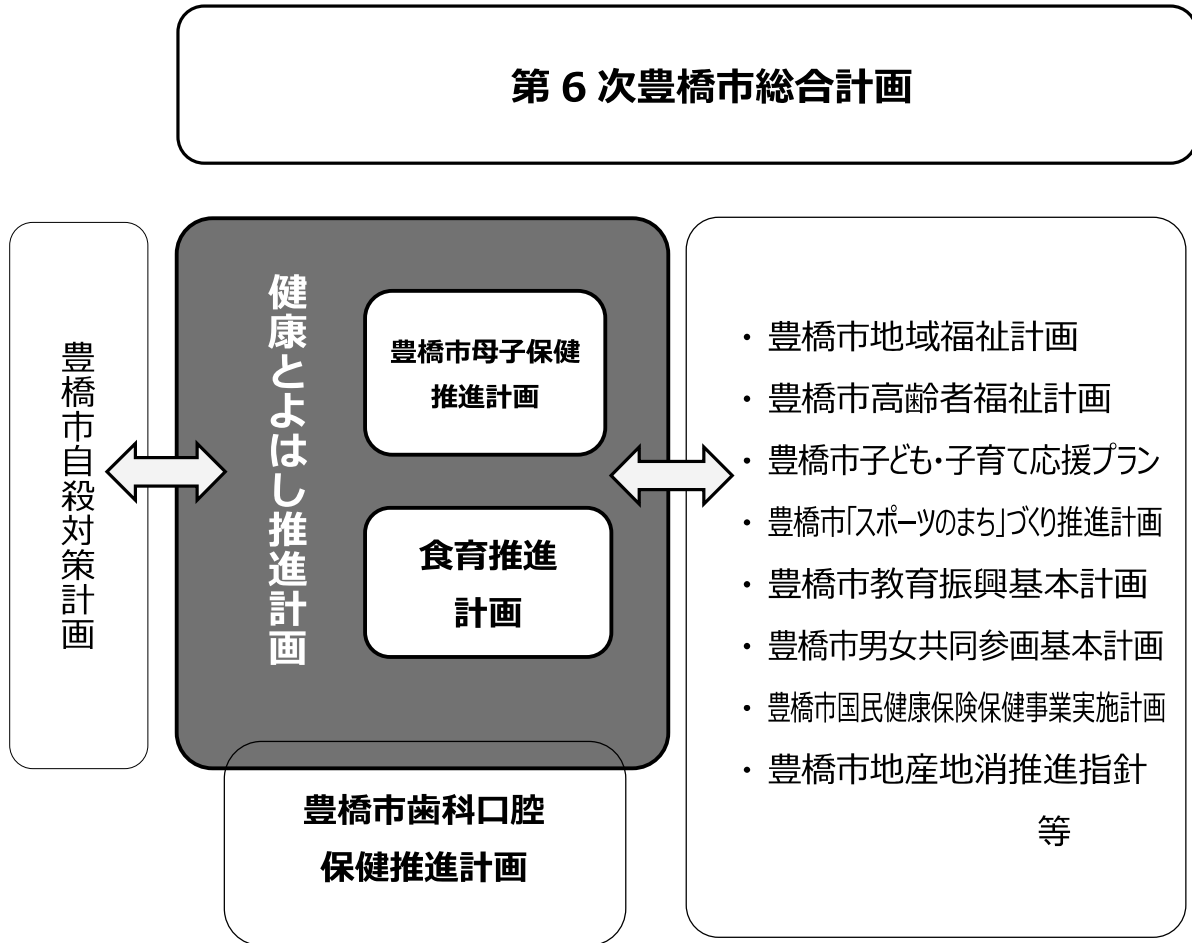 第6次豊橋市総合計画
豊橋市自殺対策計画
健康とよはし推進計画
豊橋市母子保健
推進計画
食育推進
計画
豊橋市歯科口腔
保健推進計画
・豊橋市地域福祉計画
・豊橋市高齢者福祉計画
・豊橋市子ども・子育て応援プラン
・豊橋市「スポーツのまち」づくり推進計画
・豊橋市教育振興基本計画
・豊橋市男女共同参画基本計画
・豊橋市国民健康保険保健事業実施計画
・豊橋市地産地消推進指針
等